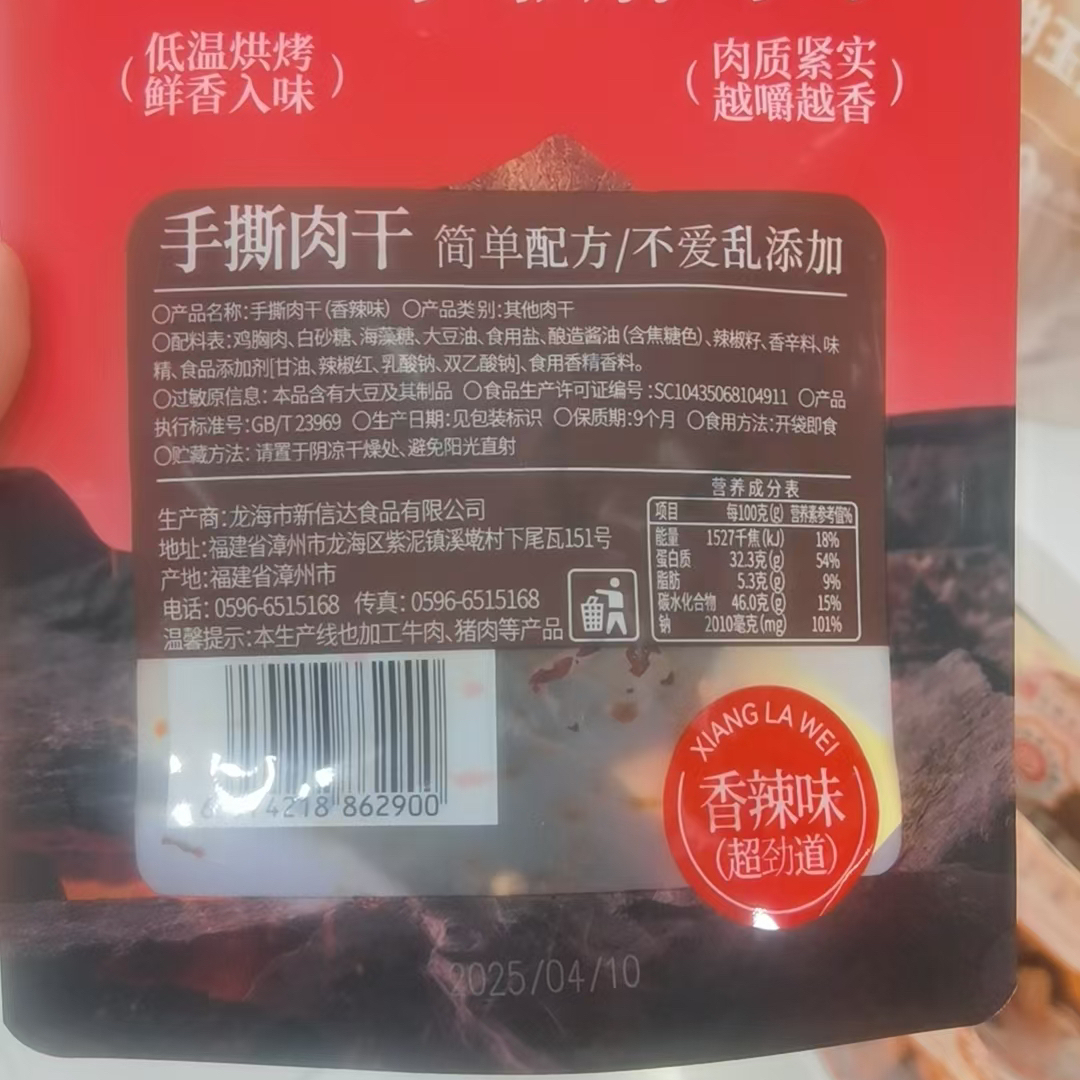 （低温烘烤
鲜香入味）
（肉质紧实
越嚼越香）
手撕肉干 简单配方/不爱乱添加
〇产品名称:手撕肉干(香辣味) 〇产品类别:其他肉干
〇配料表:鸡胸肉、白砂糖、海藻糖、大豆油、食用盐、酿造酱油(含焦糖色)、辣椒籽、香辛料、味
精、食品添加剂[甘油、辣椒红、乳酸钠、双乙酸钠]、食用香精香料。
〇过敏原信息:本品含有大豆及其制品 〇食品生产许可证编号:SC10435068104911 〇产品
执行标准号:GB/T 23969 〇生产日期:见包装标识 〇保质期:9个月 〇食用方法:开袋即食
〇贮藏方法:请置于阴凉干燥处、避免阳光直射
生产商:龙海市新信达食品有限公司
地址:福建省漳州市龙海区紫泥镇溪墘村下尾瓦151号
产地:福建省漳州市
电话:0596-6515168 传真:0596-6515168
温馨提示:本生产线也加工牛肉、猪肉等产品
营养成分表
项目 每100克(g) 营养素参考值%
能量 1527千焦(kJ) 18%
蛋白质 32.3克(g) 54%
脂肪 5.3克(g) 9%
碳水化合物 46.0克(g) 15%
钠 2010毫克(mg) 101%
4218 862900
XIANG LA WEI
香辣味
(超劲道)
2025/04/10